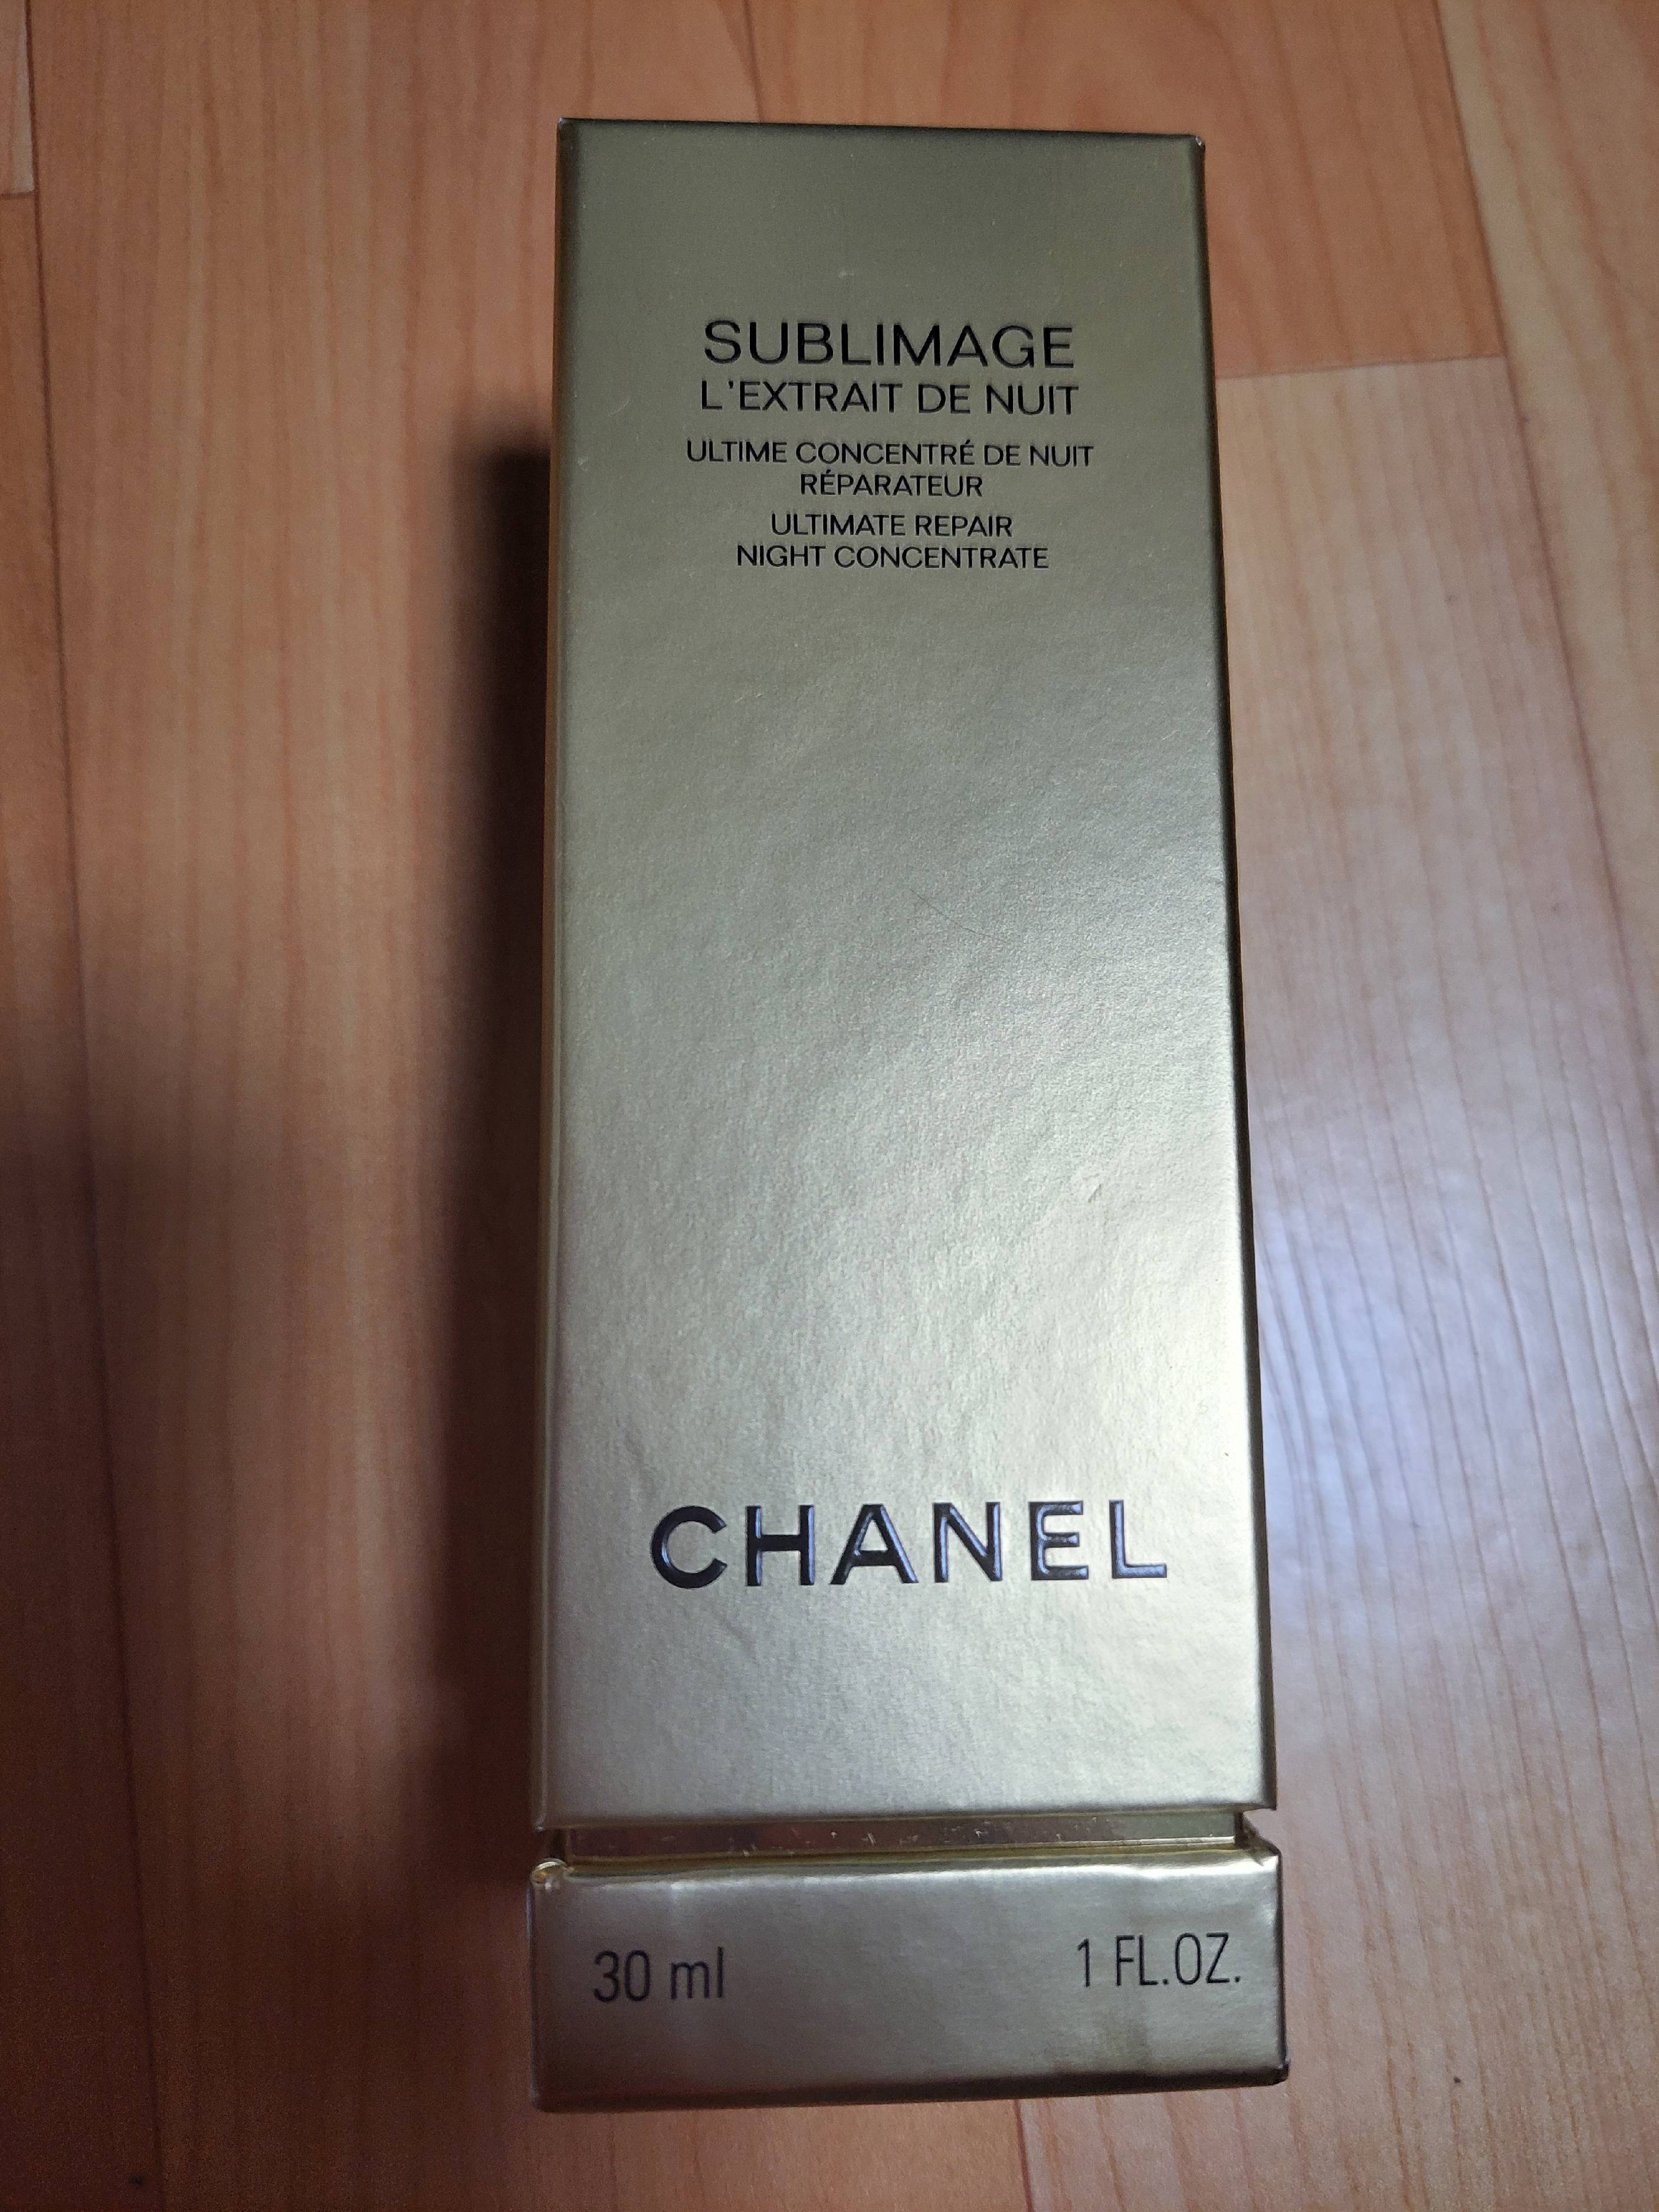 SUBLIMAGE
L'EXTRAIT DE NUIT
ULTIME CONCENTRÉ DE NUIT
RÉPARATEUR
ULTIMATE REPAIR
NIGHT CONCENTRATE
CHANEL
30 ml 1 FL.OZ.